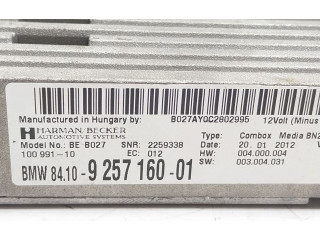 Manufactured in Hungary by: B027AY0C2802995 12Volt (Minus
HARMAN/BECKER
AUTOMOTIVE SYSTEMS
Type: Combox Media BN2
Model No.: BE B027 SNR: 2259338 Date: 20 01 2012
100 991-10 EC: 012 HW: 004.000.004
SW: 003.004.031
BMW 84.10- 9 257 160 -01